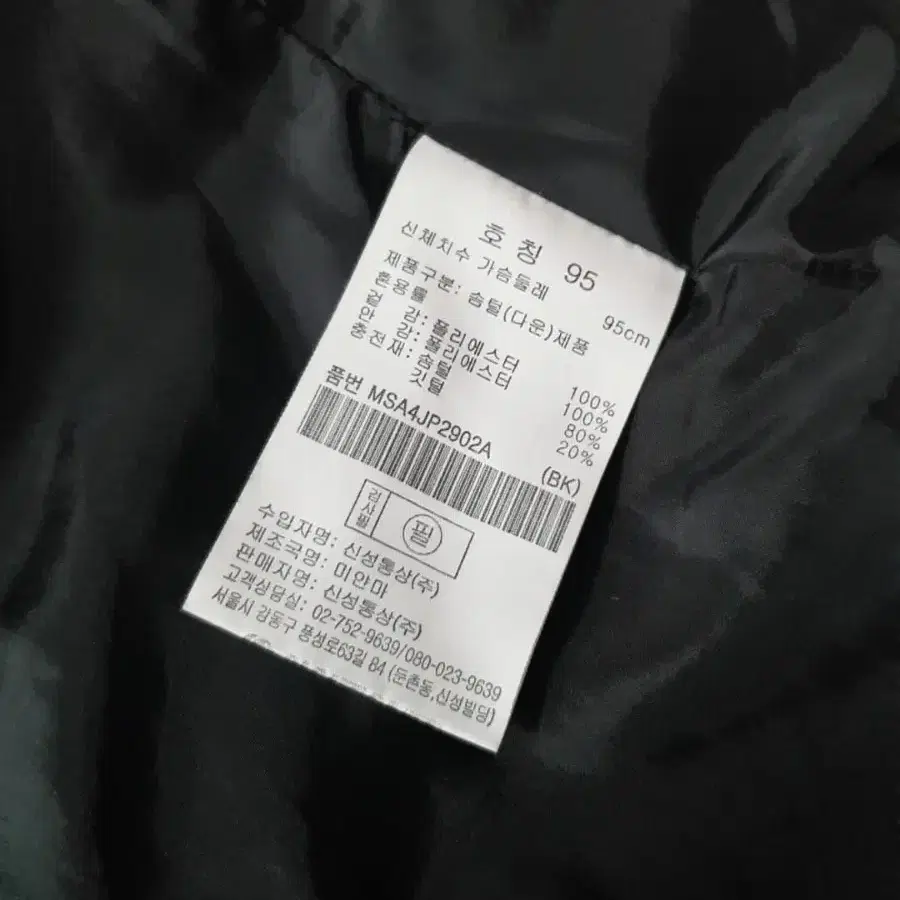 호칭 95
신체치수 가슴둘레 95cm
제품구분: 솜털(다운)제품
혼용률
겉감: 폴리에스터 100%
안감: 폴리에스터 100%
충전재: 솜털 80%
깃털 20%
품번 MSA4JP2902A (BK)
검사필 필
수입자명: 신성통상(주)
제조국명: 미얀마
판매자명: 신성통상(주)
고객상담실: 02-752-9639/080-023-9639
서울시 강동구 풍성로63길 84 (둔촌동,신성빌딩)